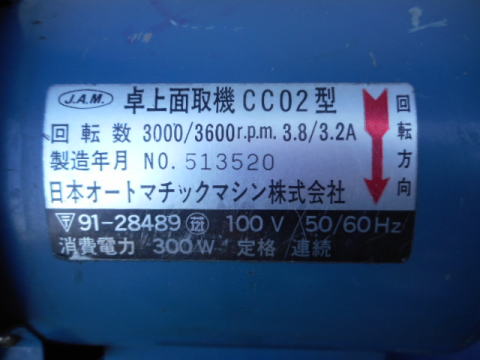 J.A.M. 卓上面取機 CC02型
回転数 3000/3600r.p.m. 3.8/3.2A
製造年月 NO. 513520
日本オートマチックマシン株式会社
回転方向
91-28489 100V 50/60Hz
消費電力 300W 定格 連続